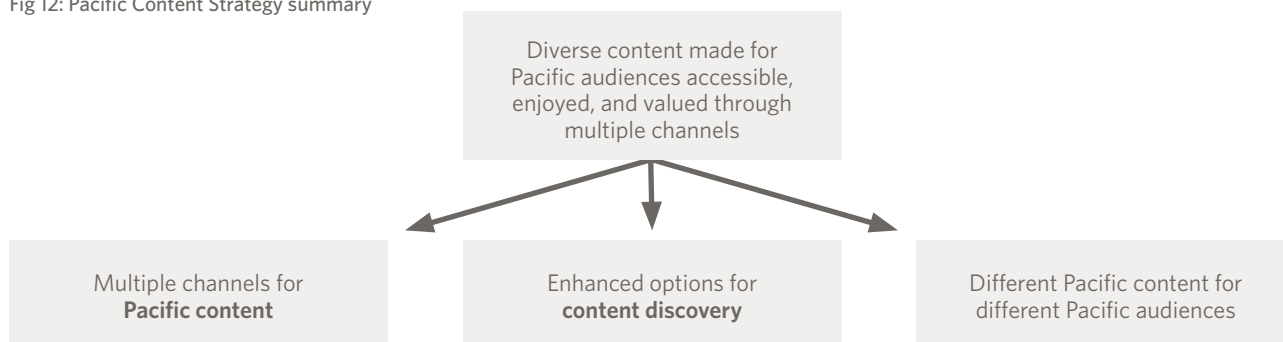 Fig 12: Pacific Content Strategy summary
Diverse content made for
Pacific audiences accessible,
enjoyed, and valued through
multiple channels
Multiple channels for
Pacific content
Enhanced options for
content discovery
Different Pacific content for
different Pacific audiences